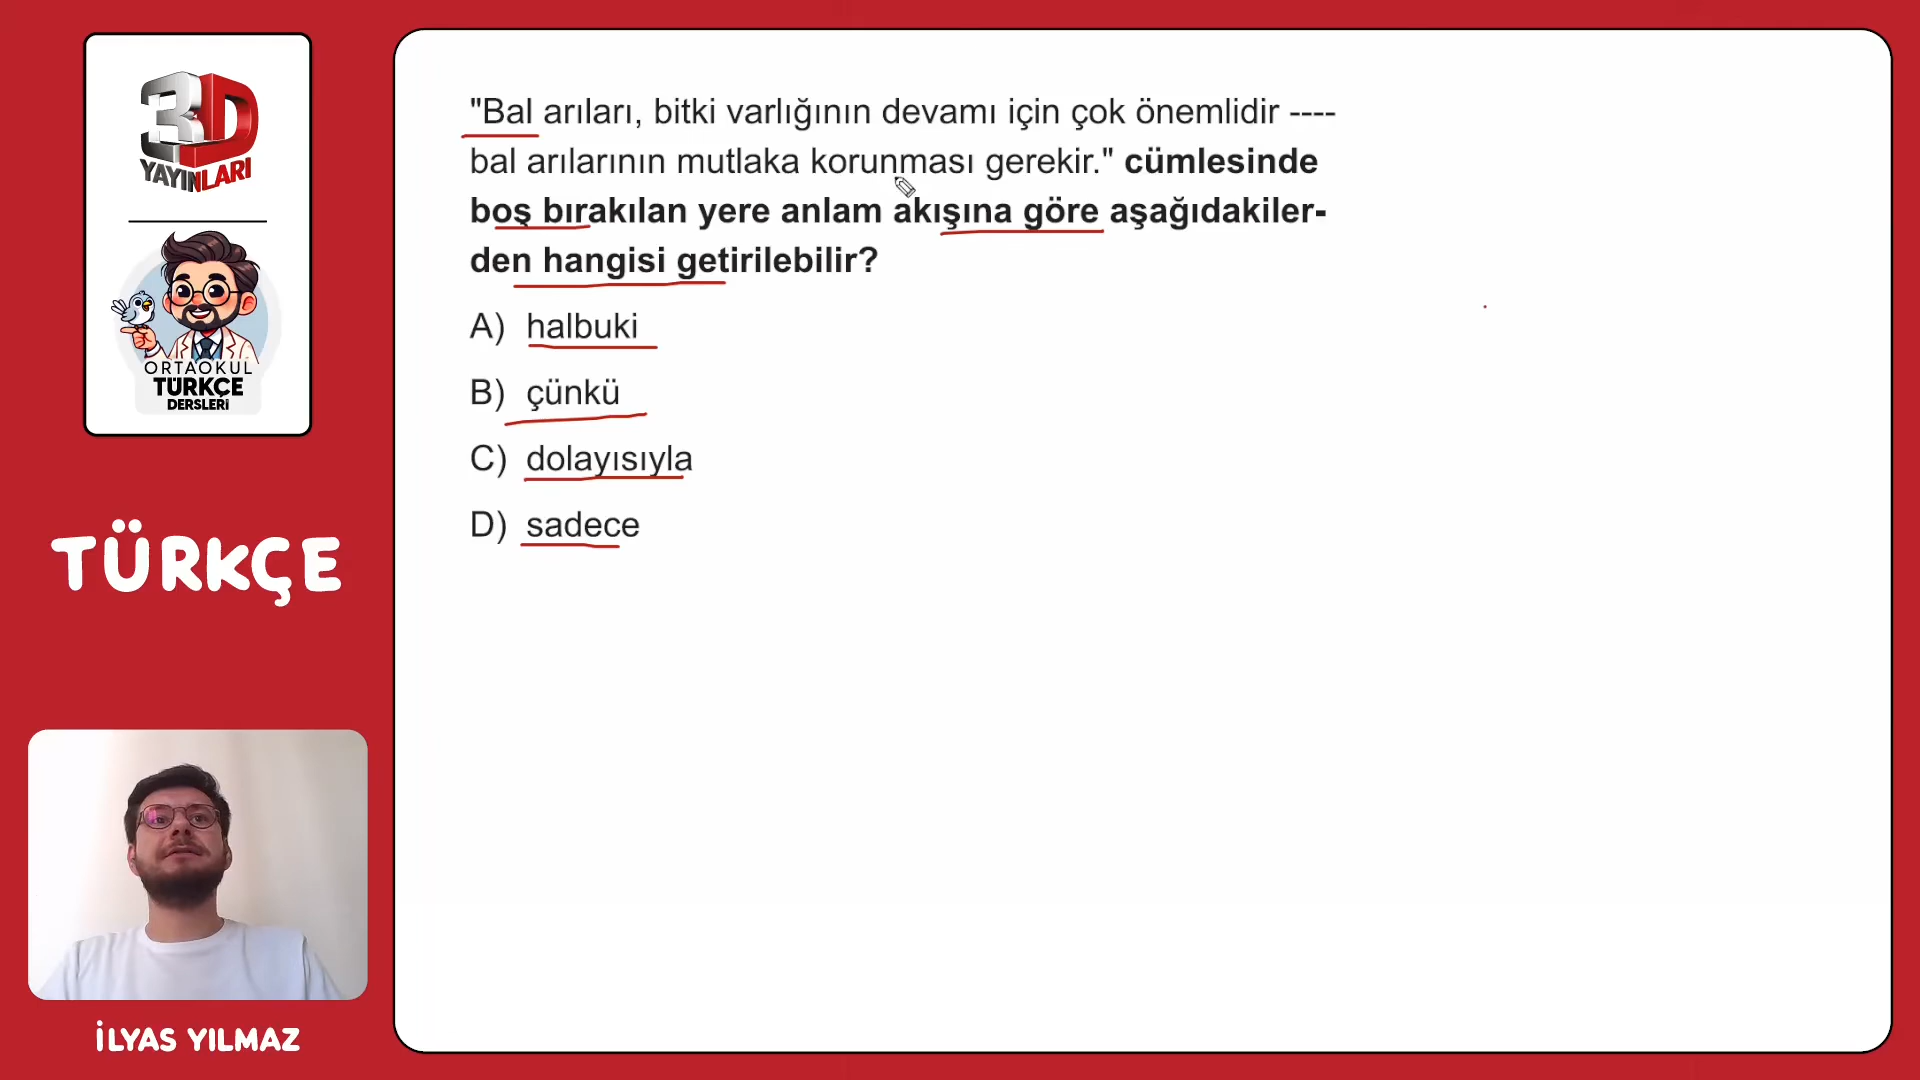 3D
YAYINLARI
ORTAOKUL
TÜRKÇE
DERSLERİ
TÜRKÇE
İLYAS YILMAZ
"Bal arıları, bitki varlığının devamı için çok önemlidir ----
bal arılarının mutlaka korunması gerekir." cümlesinde
boş bırakılan yere anlam akışına göre aşağıdakiler-
den hangisi getirilebilir?
A) halbuki
B) çünkü
C) dolayısıyla
D) sadece